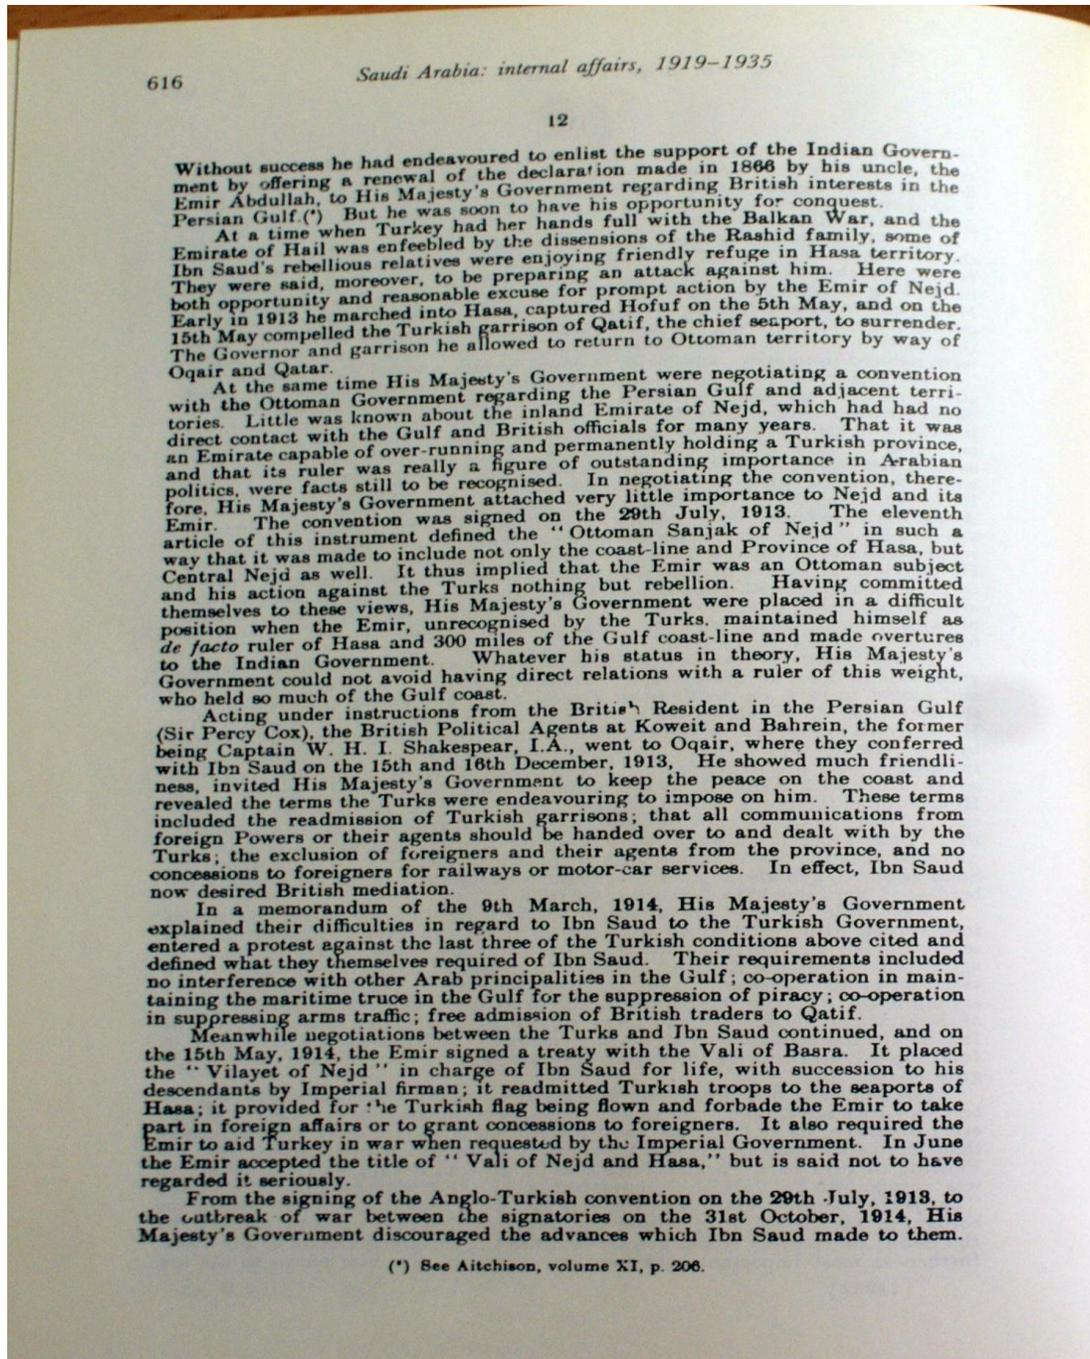 616
Saudi Arabia: internal affairs, 1919–1935
12
Without success he had endeavoured to enlist the support of the Indian Govern-
ment by offering a renewal of the declaration made in 1866 by his uncle, the
Emir Abdullah, to His Majesty's Government regarding British interests in the
Persian Gulf.(*) But he was soon to have his opportunity for conquest.
At a time when Turkey had her hands full with the Balkan War, and the
Emirate of Hail was enfeebled by the dissensions of the Rashid family, some of
Ibn Saud's rebellious relatives were enjoying friendly refuge in Hasa territory.
They were said, moreover, to be preparing an attack against him. Here were
both opportunity and reasonable excuse for prompt action by the Emir of Nejd.
Early in 1913 he marched into Hasa, captured Hofuf on the 5th May, and on the
15th May compelled the Turkish garrison of Qatif, the chief seaport, to surrender.
The Governor and garrison he allowed to return to Ottoman territory by way of
Oqair and Qatar.
At the same time His Majesty's Government were negotiating a convention
with the Ottoman Government regarding the Persian Gulf and adjacent terri-
tories. Little was known about the inland Emirate of Nejd, which had had no
direct contact with the Gulf and British officials for many years. That it was
an Emirate capable of over-running and permanently holding a Turkish province,
and that its ruler was really a figure of outstanding importance in Arabian
politics, were facts still to be recognised. In negotiating the convention, there-
fore, His Majesty's Government attached very little importance to Nejd and its
Emir. The convention was signed on the 29th July, 1913. The eleventh
article of this instrument defined the "Ottoman Sanjak of Nejd" in such a
way that it was made to include not only the coast-line and Province of Hasa, but
Central Nejd as well. It thus implied that the Emir was an Ottoman subject
and his action against the Turks nothing but rebellion. Having committed
themselves to these views, His Majesty's Government were placed in a difficult
position when the Emir, unrecognised by the Turks, maintained himself as
de facto ruler of Hasa and 300 miles of the Gulf coast-line and made overtures
to the Indian Government. Whatever his status in theory, His Majesty's
Government could not avoid having direct relations with a ruler of this weight,
who held so much of the Gulf coast.
Acting under instructions from the British Resident in the Persian Gulf
(Sir Percy Cox), the British Political Agents at Koweit and Bahrein, the former
being Captain W. H. I. Shakespear, I.A., went to Oqair, where they conferred
with Ibn Saud on the 15th and 16th December, 1913, He showed much friendli-
ness, invited His Majesty's Government to keep the peace on the coast and
revealed the terms the Turks were endeavouring to impose on him. These terms
included the readmission of Turkish garrisons; that all communications from
foreign Powers or their agents should be handed over to and dealt with by the
Turks; the exclusion of foreigners and their agents from the province, and no
concessions to foreigners for railways or motor-car services. In effect, Ibn Saud
now desired British mediation.
In a memorandum of the 9th March, 1914, His Majesty's Government
explained their difficulties in regard to Ibn Saud to the Turkish Government,
entered a protest against the last three of the Turkish conditions above cited and
defined what they themselves required of Ibn Saud. Their requirements included
no interference with other Arab principalities in the Gulf; co-operation in main-
taining the maritime truce in the Gulf for the suppression of piracy; co-operation
in suppressing arms traffic; free admission of British traders to Qatif.
Meanwhile negotiations between the Turks and Ibn Saud continued, and on
the 15th May, 1914, the Emir signed a treaty with the Vali of Basra. It placed
the "Vilayet of Nejd" in charge of Ibn Saud for life, with succession to his
descendants by Imperial firman; it readmitted Turkish troops to the seaports of
Hasa; it provided for the Turkish flag being flown and forbade the Emir to take
part in foreign affairs or to grant concessions to foreigners. It also required the
Emir to aid Turkey in war when requested by the Imperial Government. In June
the Emir accepted the title of "Vali of Nejd and Hasa," but is said not to have
regarded it seriously.
From the signing of the Anglo-Turkish convention on the 29th July, 1913, to
the outbreak of war between the signatories on the 31st October, 1914, His
Majesty's Government discouraged the advances which Ibn Saud made to them.
(*) See Aitchison, volume XI, p. 206.